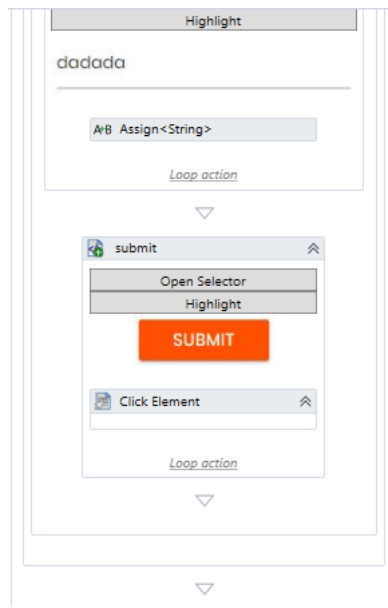 Highlight
dadada
A+B Assign<String>
Loop action
submit
Open Selector
Highlight
SUBMIT
Click Element
Loop action